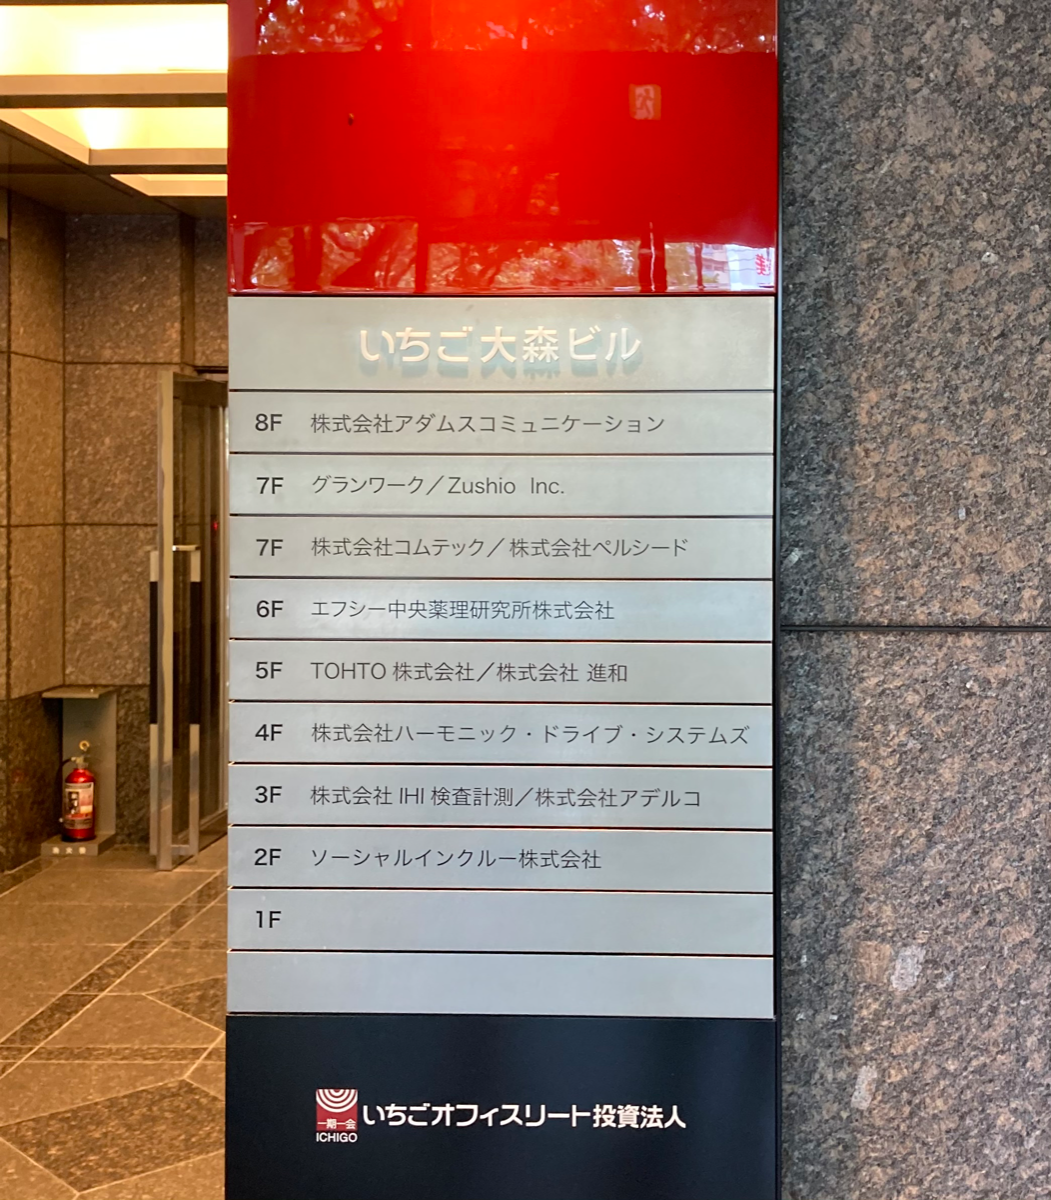 いちご大森ビル
8F 株式会社アダムスコミュニケーション
7F グランワーク／Zushio Inc.
7F 株式会社コムテック／株式会社ペルシード
6F エフシー中央薬理研究所株式会社
5F TOHTO 株式会社／株式会社 進和
4F 株式会社ハーモニック・ドライブ・システムズ
3F 株式会社 IHI 検査計測／株式会社アデルコ
2F ソーシャルインクルー株式会社
1F
一期一会
ICHIGO
いちごオフィスリート投資法人